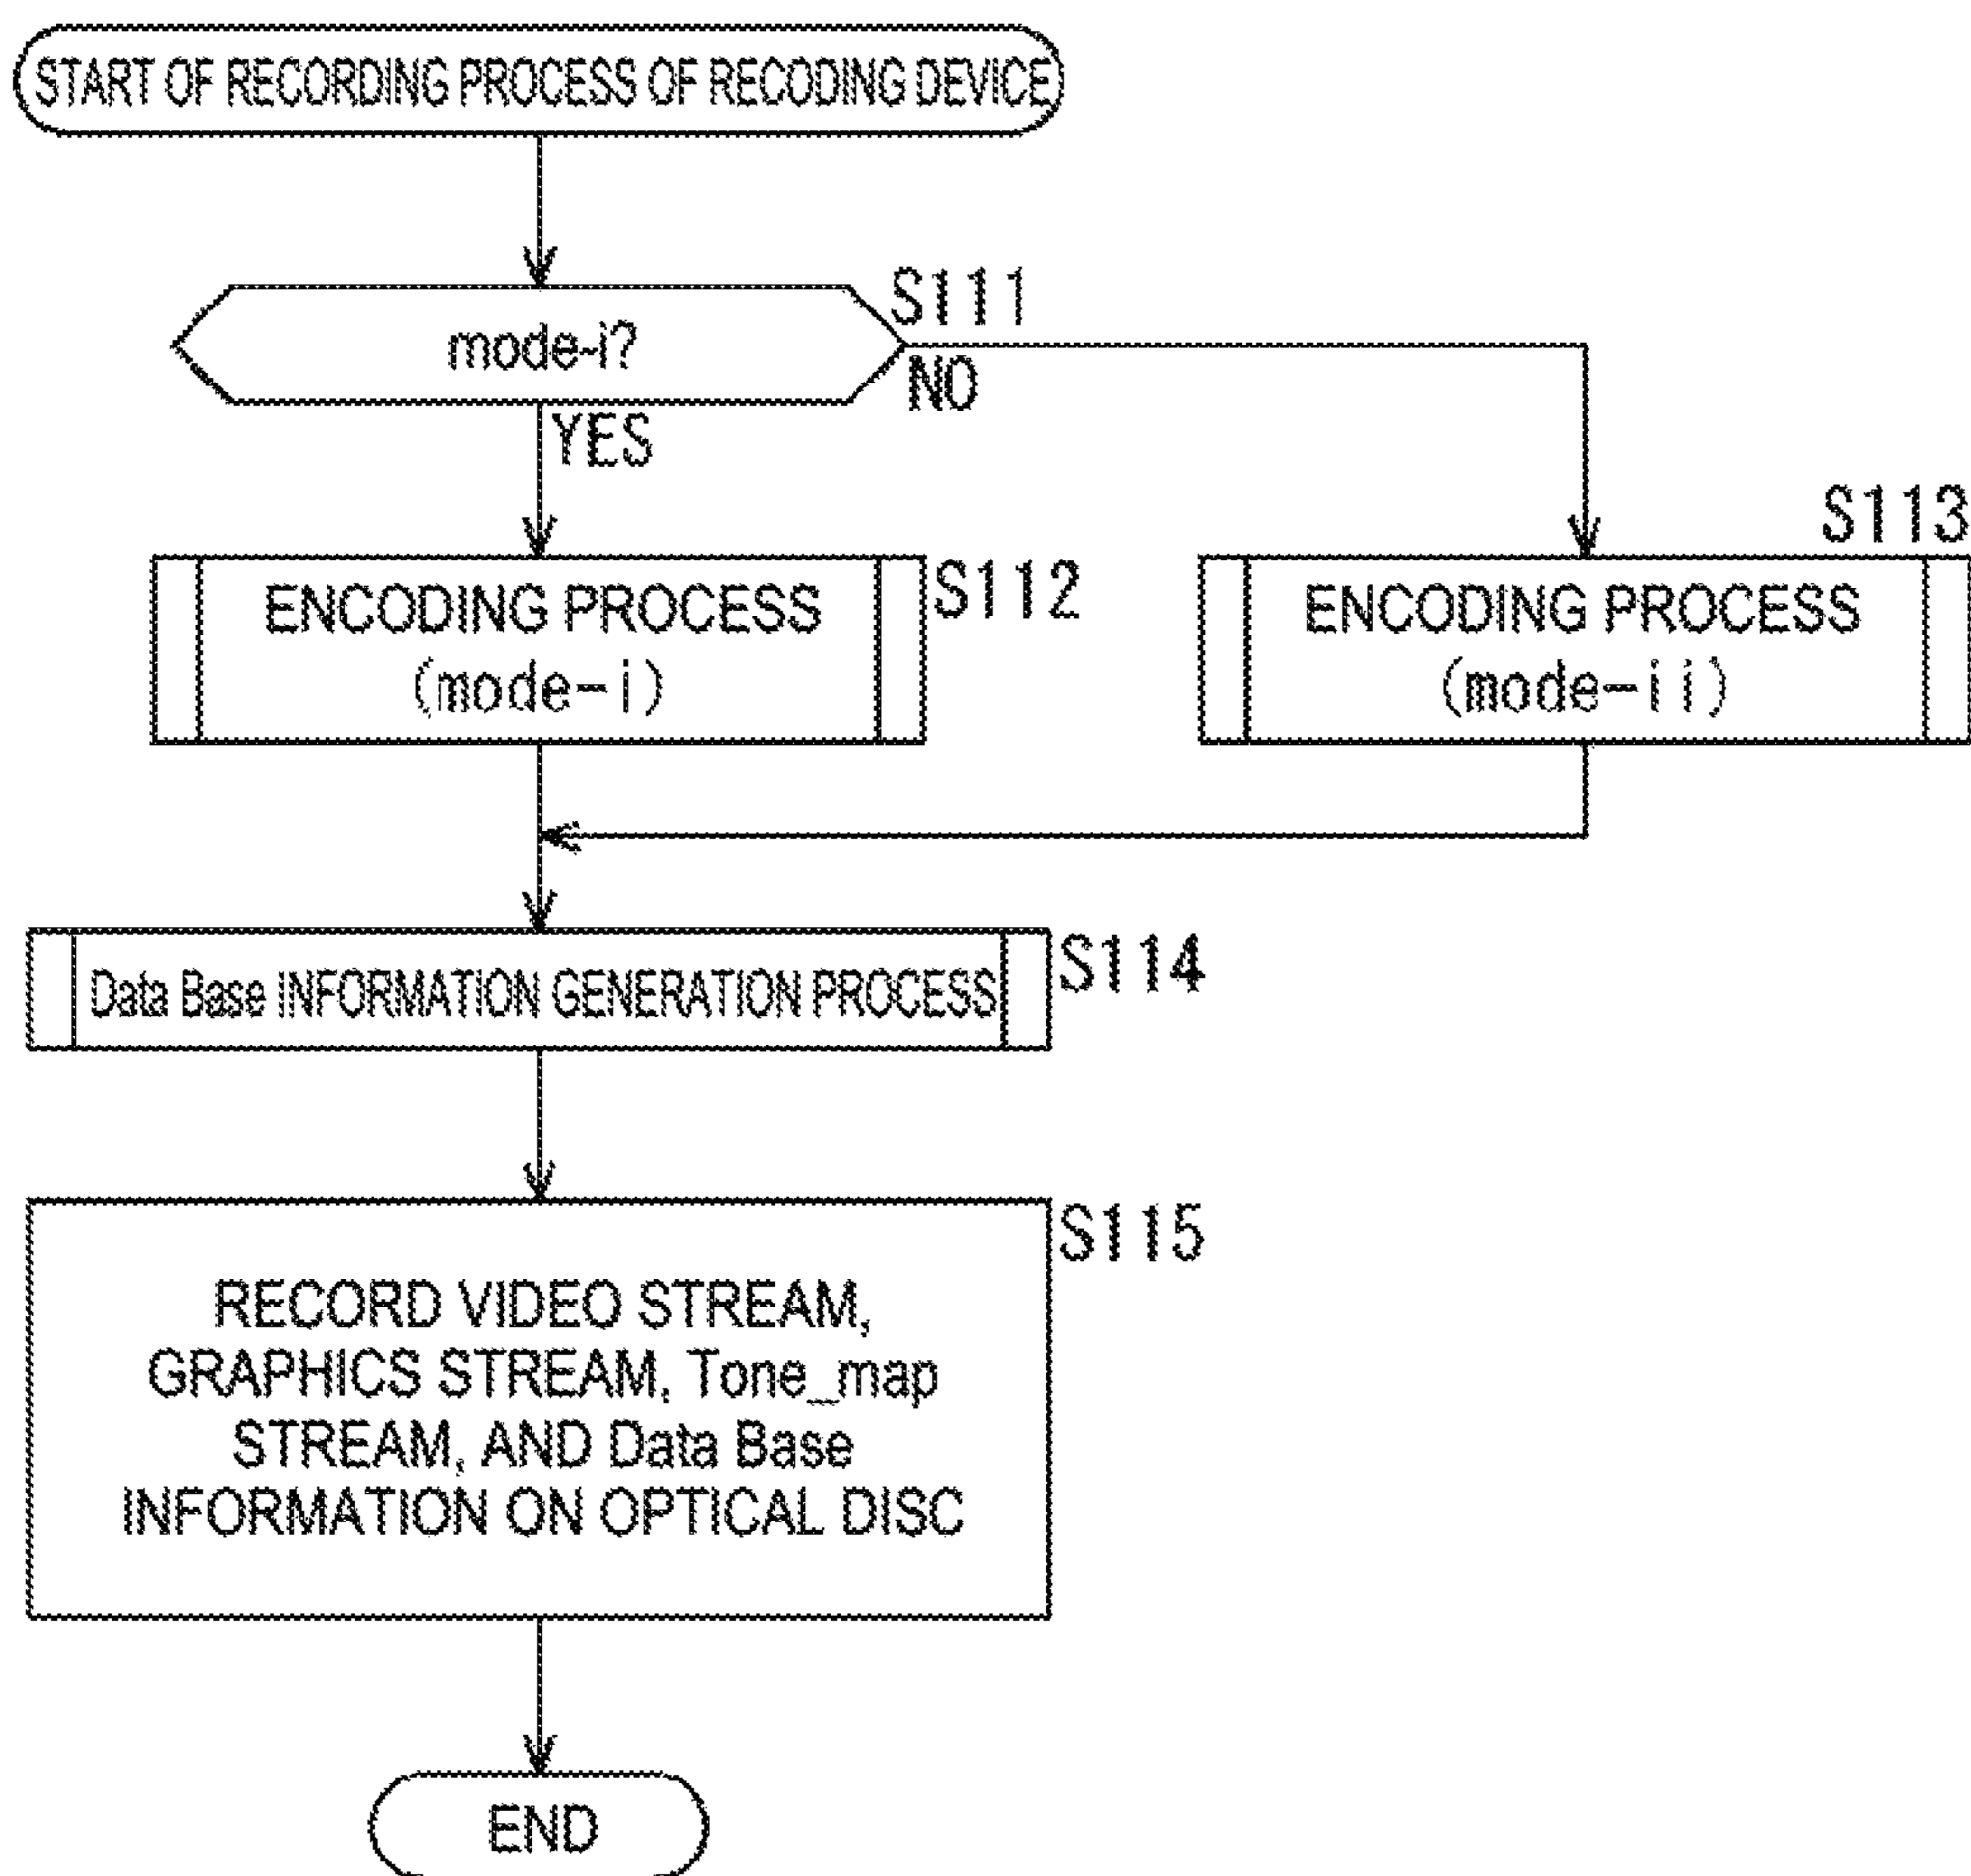 START OF RECORDING PROCESS OF RECODING DEVICE
S111
mode-i?
NO
YES
S113
S112
ENCODING PROCESS
(mode-i)
ENCODING PROCESS
(mode-ii)
S114
Data Base INFORMATION GENERATION PROCESS
S115
RECORD VIDEO STREAM,
GRAPHICS STREAM, Tone_map
STREAM, AND Data Base
INFORMATION ON OPTICAL DISC
END